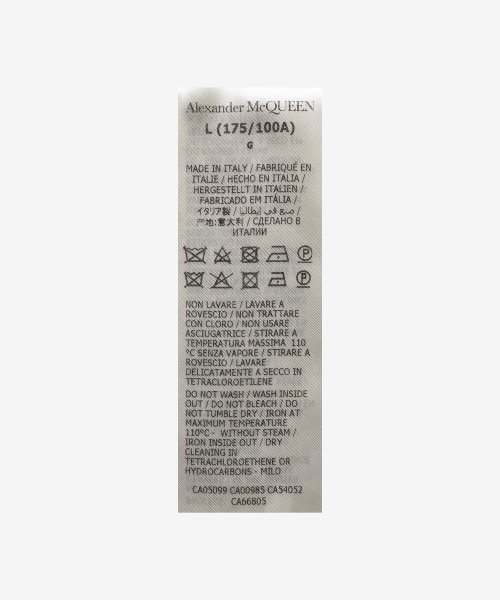 Alexander McQUEEN
L (175/100A)
G
MADE IN ITALY / FABRIQUÉ EN
ITALIE / HECHO EN ITALIA /
HERGESTELLT IN ITALIEN /
FABRICADO EM ITÁLIA /
イタリア製 / صنع في إيطاليا /
产地:意大利 / СДЕЛАНО В
ИТАЛИИ
NON LAVARE / LAVARE A
ROVESCIO / NON TRATTARE
CON CLORO / NON USARE
ASCIUGATRICE / STIRARE A
TEMPERATURA MASSIMA 110
°C SENZA VAPORE / STIRARE A
ROVESCIO / LAVARE
DELICATAMENTE A SECCO IN
TETRACLOROETILENE
DO NOT WASH / WASH INSIDE
OUT / DO NOT BLEACH / DO
NOT TUMBLE DRY / IRON AT
MAXIMUM TEMPERATURE
110°C - WITHOUT STEAM /
IRON INSIDE OUT / DRY
CLEANING IN
TETRACHLOROETHENE OR
HYDROCARBONS - MILD
CA05099 CA00985 CA54052
CA66805